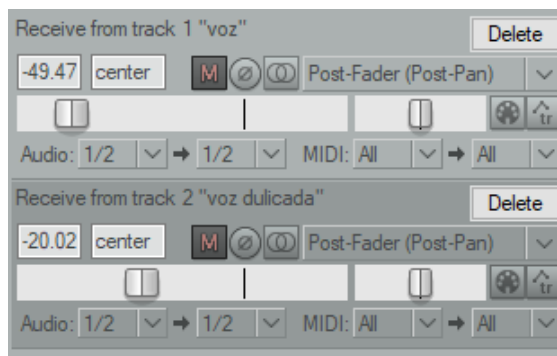 Receive from track 1 "voz" Delete
-49.47 center M Post-Fader (Post-Pan)
tr
Audio: 1/2 1/2 MIDI: All All
Receive from track 2 "voz dulicada" Delete
-20.02 center M Post-Fader (Post-Pan)
tr
Audio: 1/2 1/2 MIDI: All All